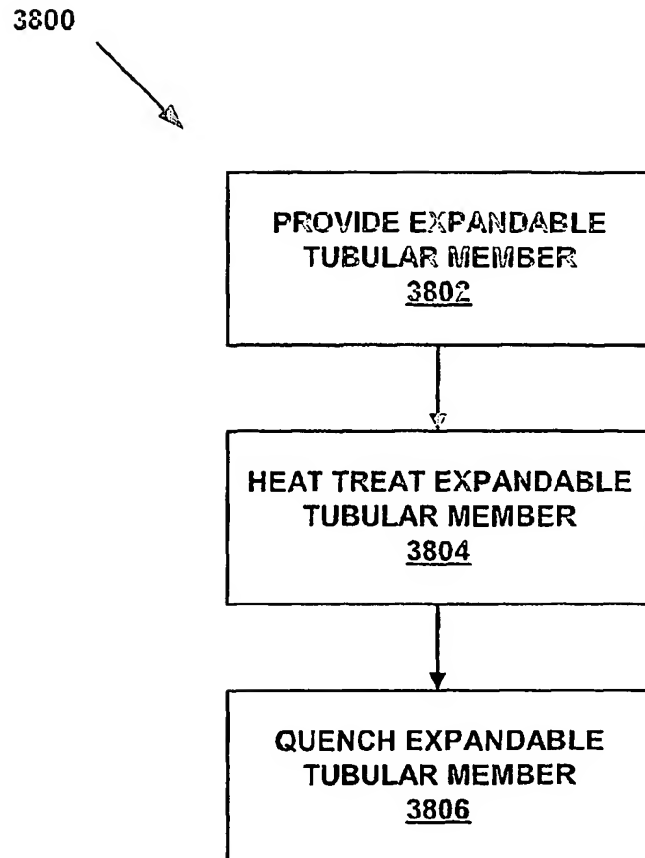 3800
PROVIDE EXPANDABLE
TUBULAR MEMBER
3802
HEAT TREAT EXPANDABLE
TUBULAR MEMBER
3804
QUENCH EXPANDABLE
TUBULAR MEMBER
3806